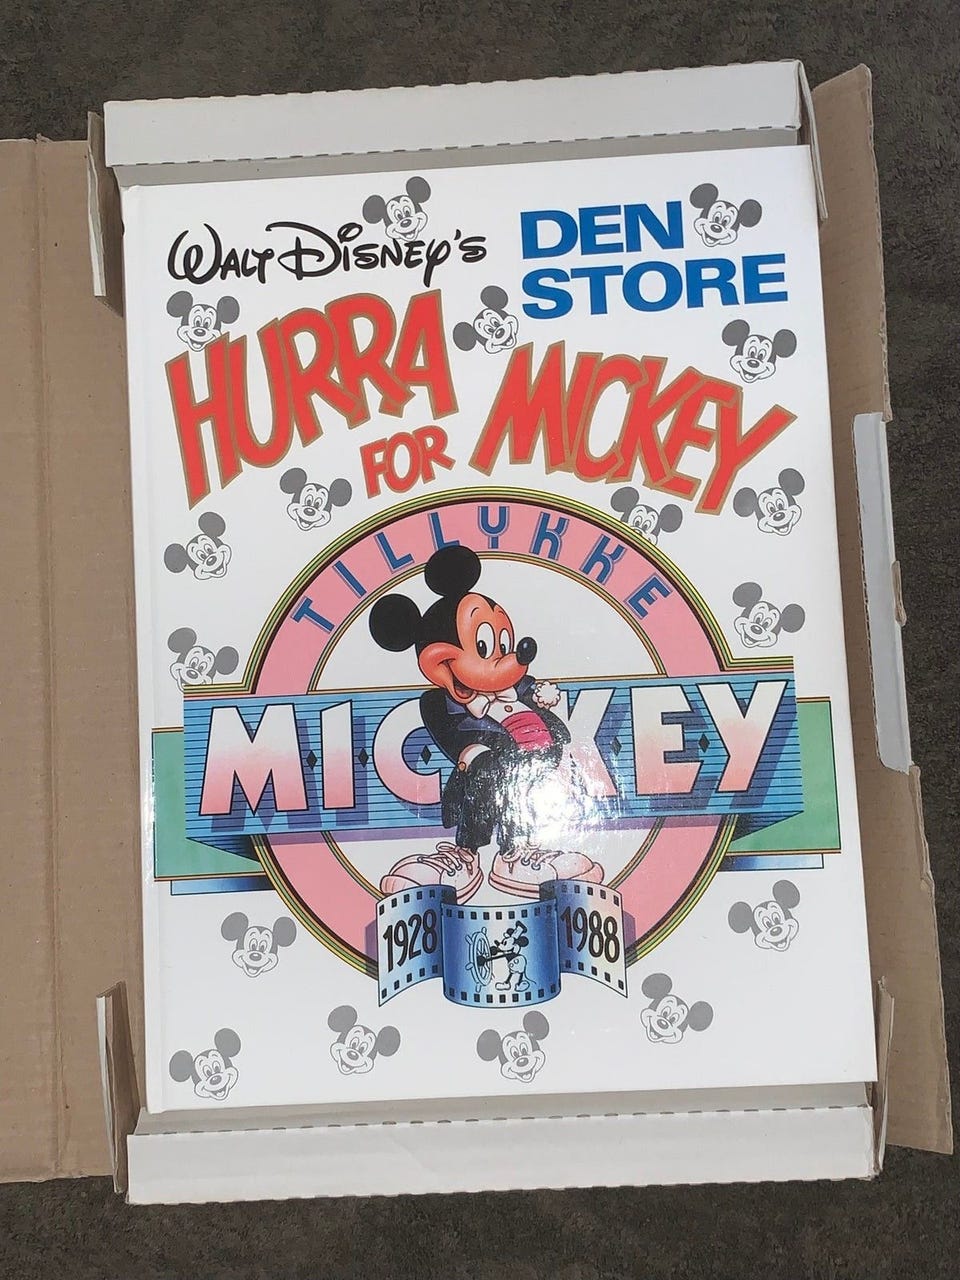 WALT DISNEY'S
DEN
STORE
HURRA
FOR MICKEY
TILLYKKE
MICKEY
1928 1988